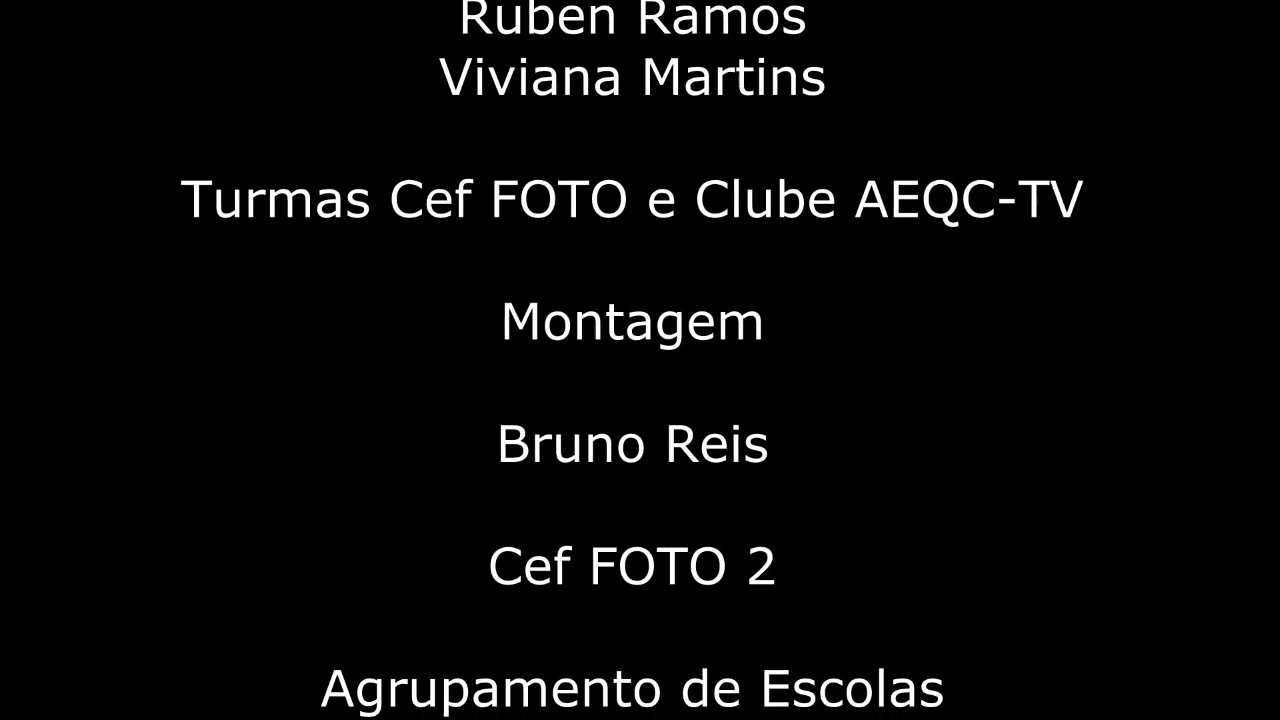 Ruben Ramos
Viviana Martins
Turmas Cef FOTO e Clube AEQC-TV
Montagem
Bruno Reis
Cef FOTO 2
Agrupamento de Escolas